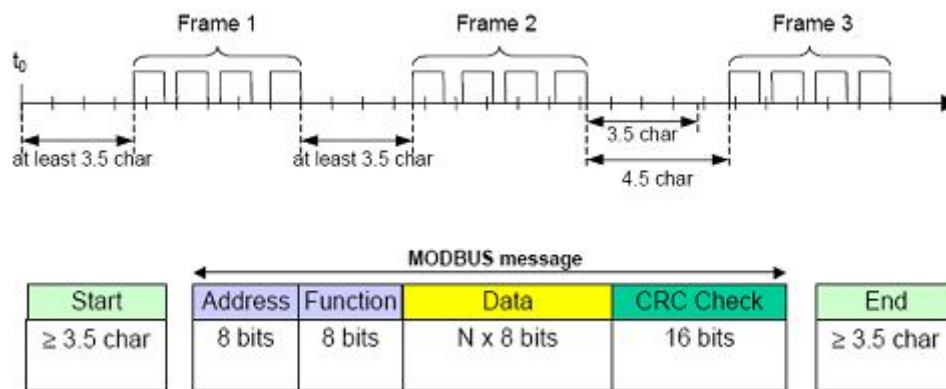 Frame 1 Frame 2 Frame 3
t0
at least 3.5 char at least 3.5 char 3.5 char
4.5 char
MODBUS message
Start Address Function Data CRC Check End
≥ 3.5 char 8 bits 8 bits N x 8 bits 16 bits ≥ 3.5 char